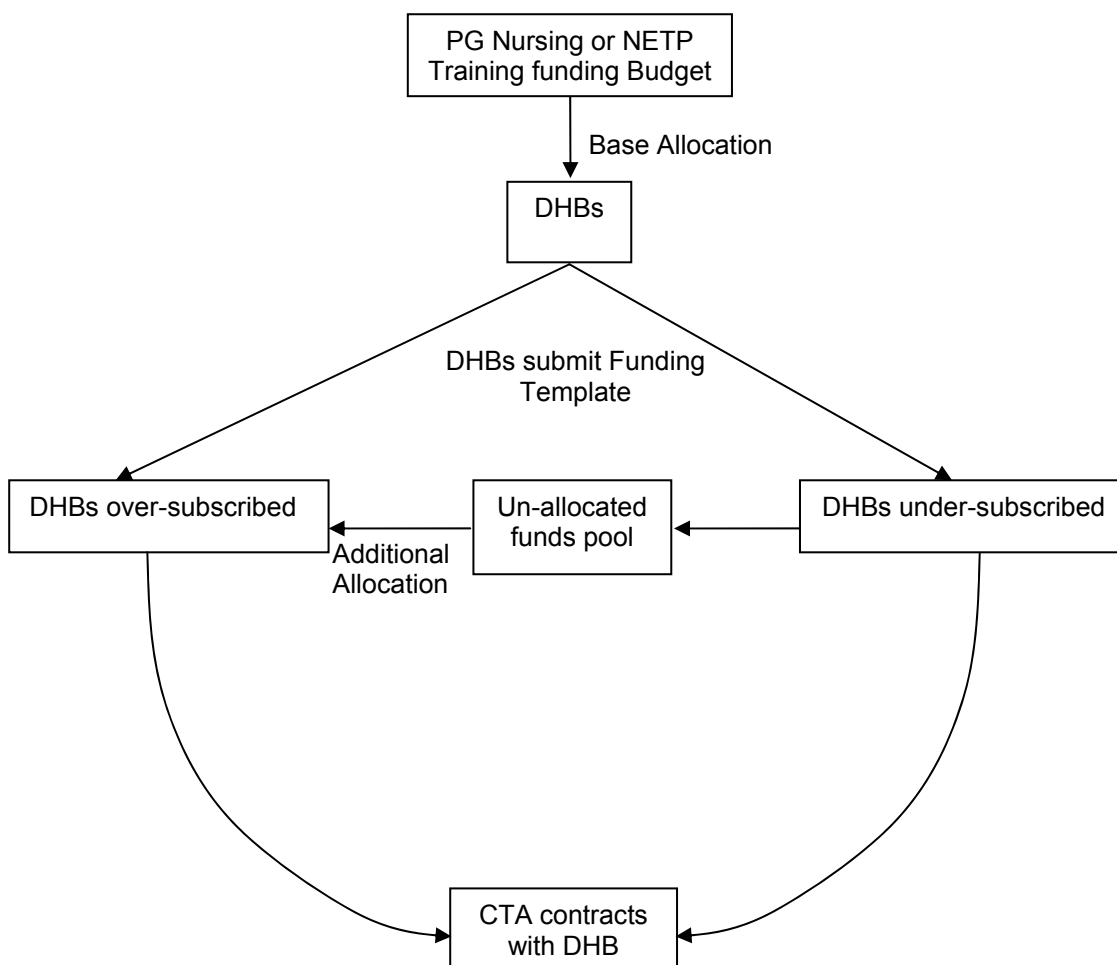 PG Nursing or NETP
Training funding Budget
Base Allocation
DHBs
DHBs submit Funding
Template
DHBs over-subscribed
Un-allocated
funds pool
DHBs under-subscribed
Additional
Allocation
CTA contracts
with DHB